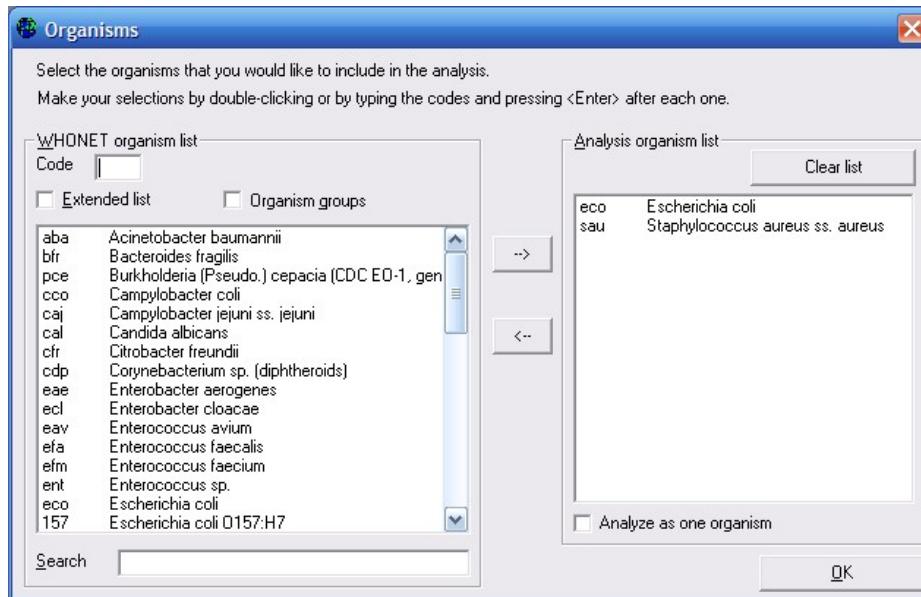 Organisms
Select the organisms that you would like to include in the analysis.
Make your selections by double-clicking or by typing the codes and pressing <Enter> after each one.
WHONET organism list
Code
Extended list Organism groups
aba Acinetobacter baumannii
bfr Bacteroides fragilis
pce Burkholderia (Pseudo.) cepacia (CDC EO-1, gen
cco Campylobacter coli
caj Campylobacter jejuni ss. jejuni
cal Candida albicans
cfr Citrobacter freundii
cdp Corynebacterium sp. (diphtheroids)
eae Enterobacter aerogenes
ecl Enterobacter cloacae
eav Enterococcus avium
efa Enterococcus faecalis
efm Enterococcus faecium
ent Enterococcus sp.
eco Escherichia coli
157 Escherichia coli O157:H7
Search
-->
<--
Analysis organism list
Clear list
eco Escherichia coli
sau Staphylococcus aureus ss. aureus
Analyze as one organism
OK